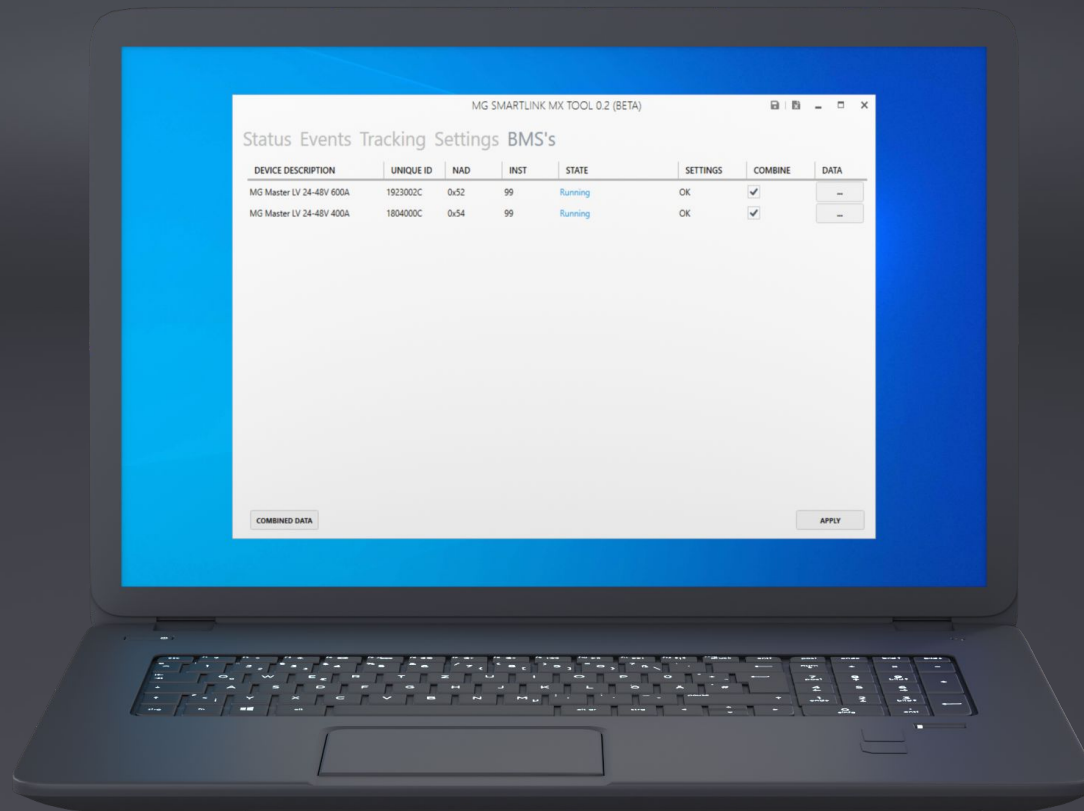 MG SMARTLINK MX TOOL 0.2 (BETA)
Status Events Tracking Settings BMS's
DEVICE DESCRIPTION UNIQUE ID NAD INST STATE SETTINGS COMBINE DATA
MG Master LV 24-48V 600A 1923002C 0x52 99 Running OK ...
MG Master LV 24-48V 400A 1804000C 0x54 99 Running OK ...
COMBINED DATA APPLY